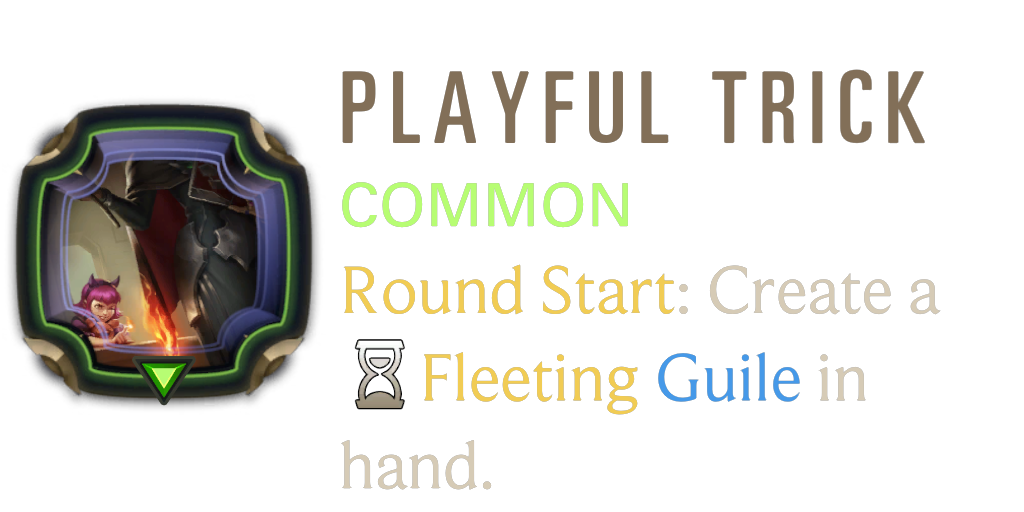 PLAYFUL TRICK
COMMON
Round Start: Create a
Fleeting Guile in
hand.